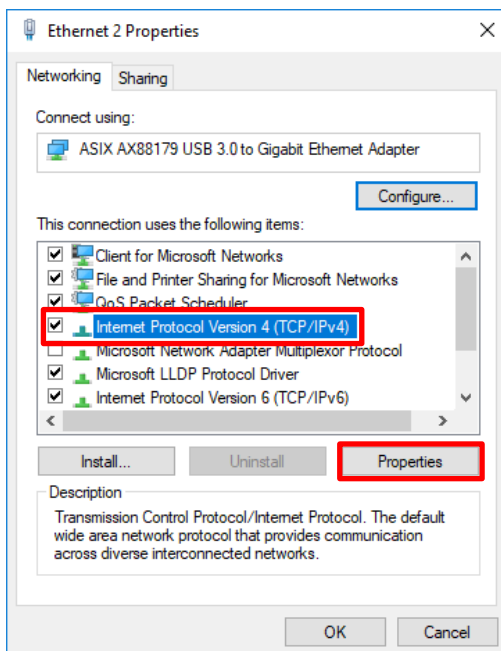 Ethernet 2 Properties
Networking
Sharing
Connect using:
ASIX AX88179 USB 3.0 to Gigabit Ethernet Adapter
Configure...
This connection uses the following items:
Client for Microsoft Networks
File and Printer Sharing for Microsoft Networks
QoS Packet Scheduler
Internet Protocol Version 4 (TCP/IPv4)
Microsoft Network Adapter Multiplexor Protocol
Microsoft LLDP Protocol Driver
Internet Protocol Version 6 (TCP/IPv6)
Install...
Uninstall
Properties
Description
Transmission Control Protocol/Internet Protocol. The default
wide area network protocol that provides communication
across diverse interconnected networks.
OK
Cancel